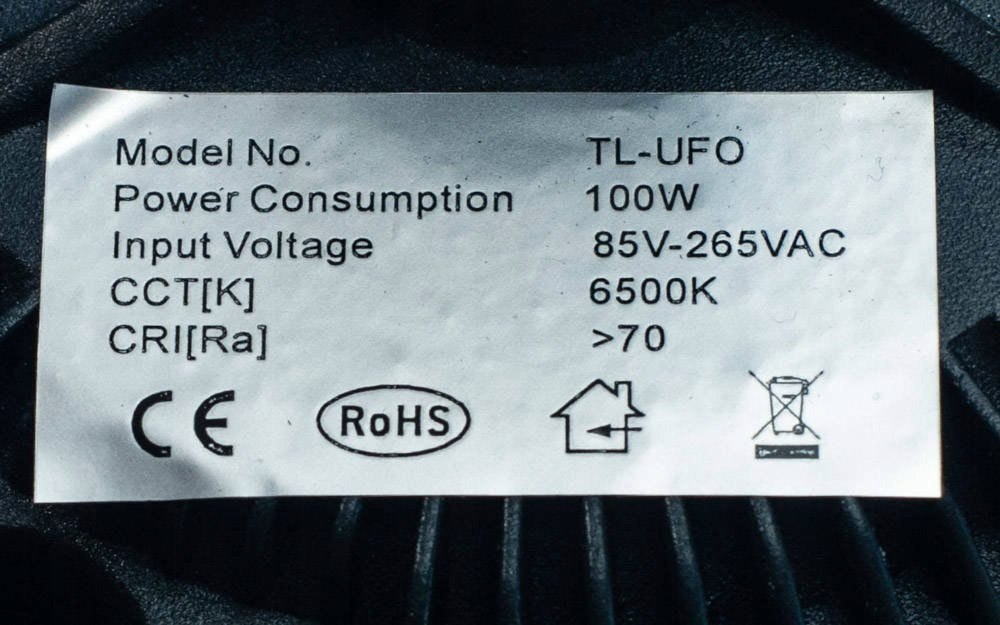 Model No. TL-UFO
Power Consumption 100W
Input Voltage 85V-265VAC
CCT[K] 6500K
CRI[Ra] >70
CE RoHS